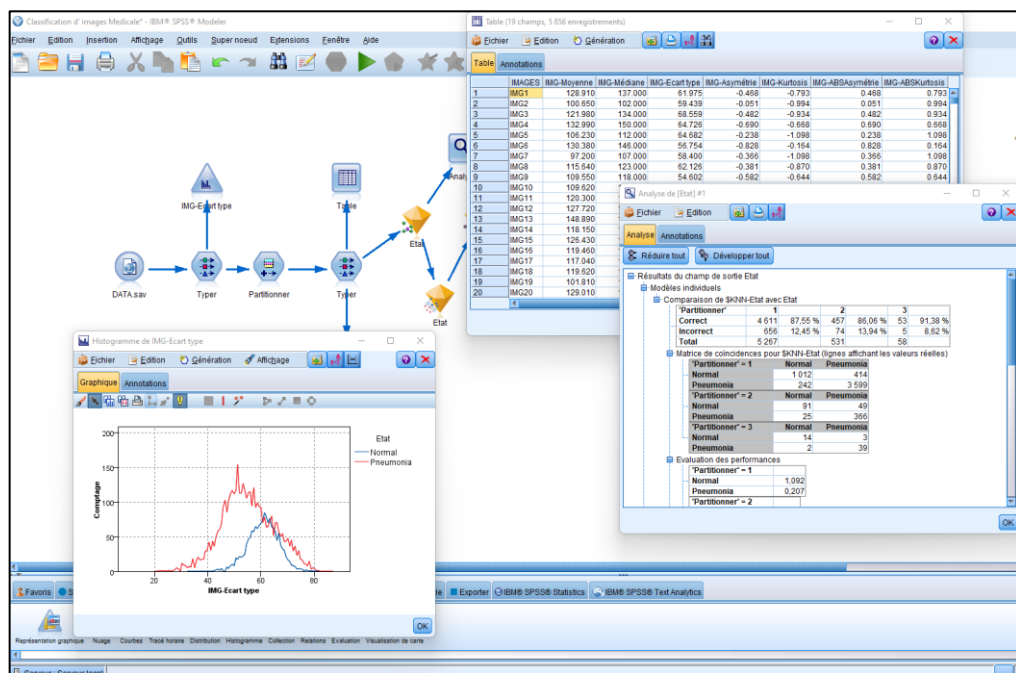 Classification d' images Medicale* - IBM® SPSS® Modeler
Fichier Edition Insertion Affichage Outils Super noeud Extensions Fenêtre Aide
IMG-Ecart type
Table
Analy
Etat
DATA.sav
Typer
Partitionner
Typer
Etat
Table (19 champs, 5 856 enregistrements)
Fichier Edition Génération
Table Annotations
IMAGES IMG-Moyenne IMG-Médiane IMG-Ecart type IMG-Asymétrie IMG-Kurtosis IMG-ABSAsymétrie IMG-ABSKurtosis
1 IMG1 128.910 137.000 61.975 -0.468 -0.793 0.468 0.793
2 IMG2 100.650 102.000 59.439 -0.051 -0.994 0.051 0.994
3 IMG3 121.980 134.000 68.559 -0.482 -0.934 0.482 0.934
4 IMG4 132.990 150.000 64.726 -0.690 -0.668 0.690 0.668
5 IMG5 106.230 112.000 64.682 -0.238 -1.098 0.238 1.098
6 IMG6 130.380 146.000 56.754 -0.828 -0.164 0.828 0.164
7 IMG7 97.200 107.000 58.400 -0.366 -1.098 0.366 1.098
8 IMG8 115.640 123.000 62.126 -0.381 -0.870 0.381 0.870
9 IMG9 109.550 118.000 54.602 -0.582 -0.644 0.582 0.644
10 IMG10 109.620
11 IMG11 120.300
12 IMG12 127.720
13 IMG13 148.890
14 IMG14 118.150
15 IMG15 126.430
16 IMG16 119.460
17 IMG17 117.040
18 IMG18 119.620
19 IMG19 101.810
20 IMG20 129.010
Analyse de [Etat] #1
Fichier Edition
Analyse Annotations
Réduire tout Développer tout
Résultats du champ de sortie Etat
Modèles individuels
Comparaison de $KNN-Etat avec Etat
'Partitionner' 1 2 3
Correct 4 611 87,55 % 457 86,06 % 53 91,38 %
Incorrect 656 12,45 % 74 13,94 % 5 8,62 %
Total 5 267 531 58
Matrice de coïncidences pour $KNN-Etat (lignes affichant les valeurs réelles)
'Partitionner' = 1 Normal Pneumonia
Normal 1 012 414
Pneumonia 242 3 599
'Partitionner' = 2 Normal Pneumonia
Normal 91 49
Pneumonia 25 366
'Partitionner' = 3 Normal Pneumonia
Normal 14 3
Pneumonia 2 39
Evaluation des performances
'Partitionner' = 1
Normal 1,092
Pneumonia 0,207
'Partitionner' = 2
OK
Histogramme de IMG-Ecart type
Fichier Edition Génération Affichage
Graphique Annotations
Etat
Normal
Pneumonia
Comptage
200
150
100
50
0
20 40 60 80
IMG-Ecart type
OK
Favoris Exporter IBM® SPSS® Statistics IBM® SPSS® Text Analytics
Représentation graphique Nuage Courbes Tracé horaire Distribution Histogramme Collection Relations Evaluation Visualisation de carte